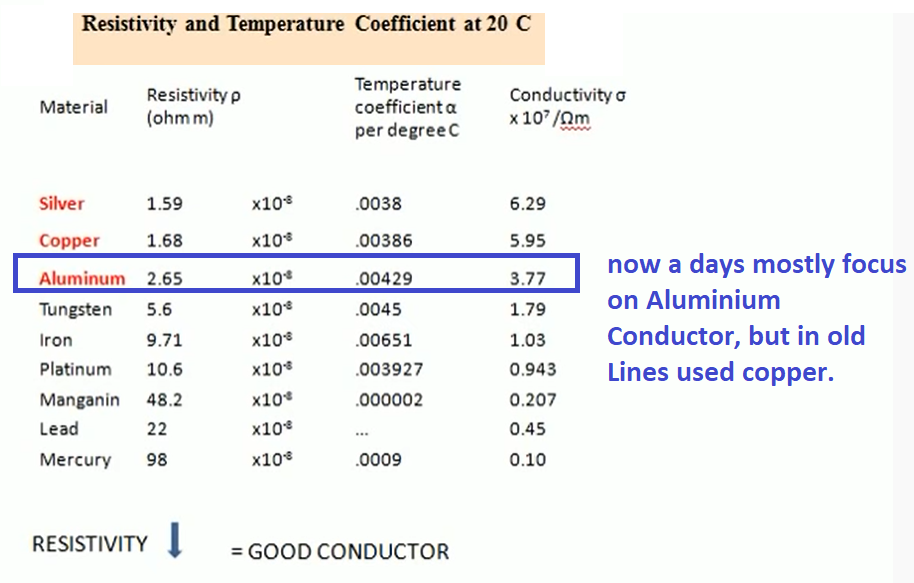 Resistivity and Temperature Coefficient at 20 C
Material Resistivity ρ (ohm m) Temperature coefficient α per degree C Conductivity σ x 10⁷ /Ωm
Silver 1.59 x10⁻⁸ .0038 6.29
Copper 1.68 x10⁻⁸ .00386 5.95
Aluminum 2.65 x10⁻⁸ .00429 3.77
Tungsten 5.6 x10⁻⁸ .0045 1.79
Iron 9.71 x10⁻⁸ .00651 1.03
Platinum 10.6 x10⁻⁸ .003927 0.943
Manganin 48.2 x10⁻⁸ .000002 0.207
Lead 22 x10⁻⁸ ... 0.45
Mercury 98 x10⁻⁸ .0009 0.10
now a days mostly focus
on Aluminium
Conductor, but in old
Lines used copper.
RESISTIVITY ↓ = GOOD CONDUCTOR